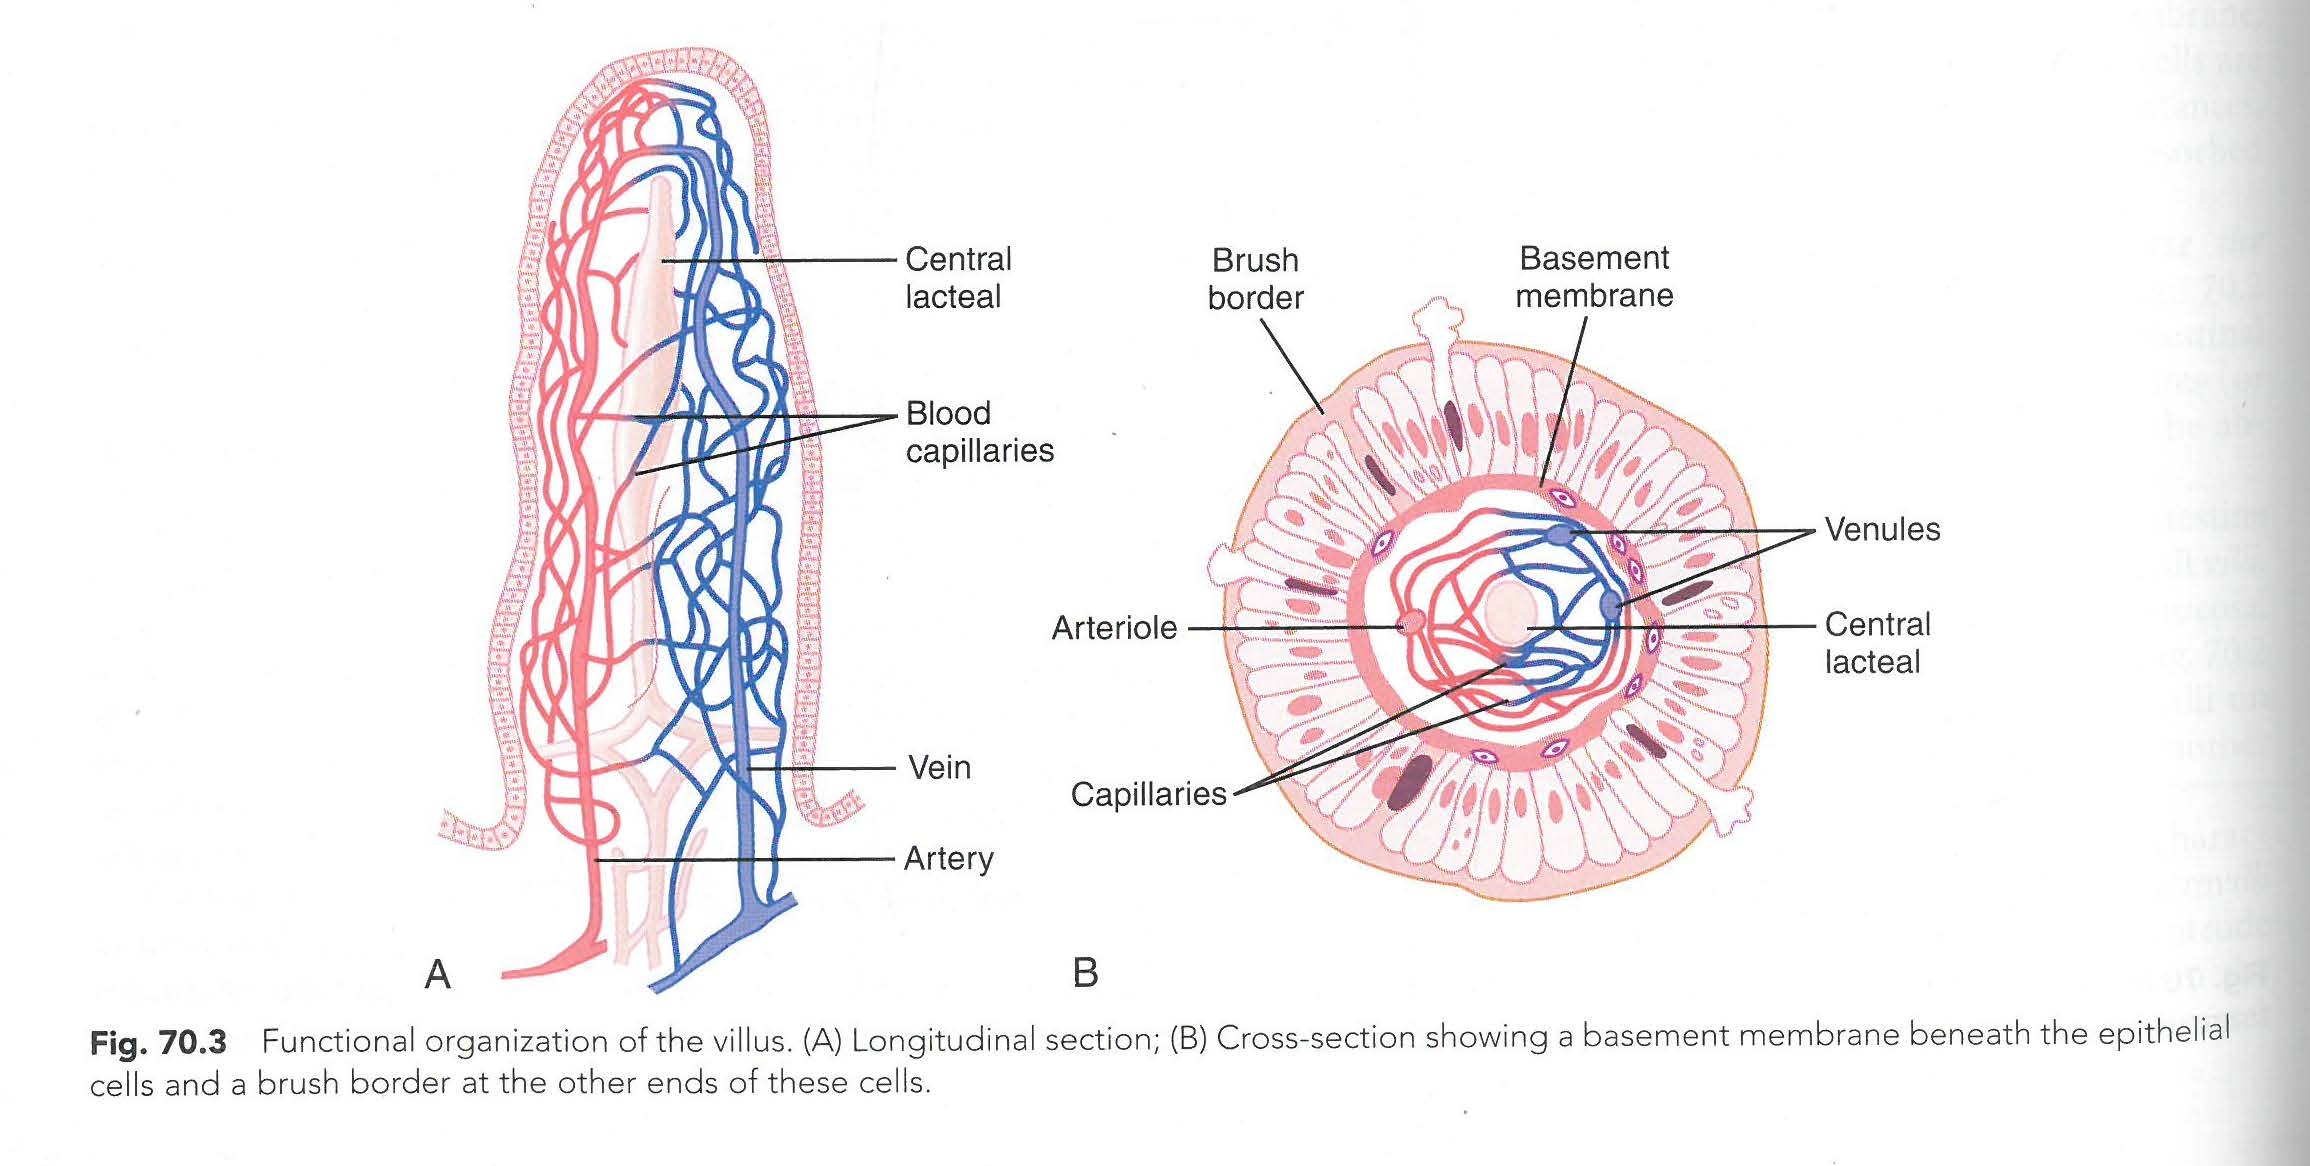 Central
lacteal
Blood
capillaries
Vein
Artery
A
Brush
border
Basement
membrane
Venules
Arteriole
Central
lacteal
Capillaries
B
Fig. 70.3 Functional organization of the villus. (A) Longitudinal section; (B) Cross-section showing a basement membrane beneath the epithelial
cells and a brush border at the other ends of these cells.